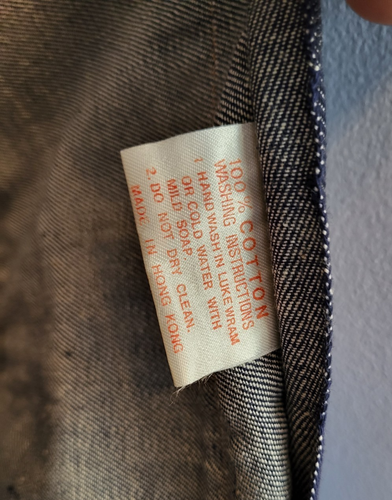 100% COTTON
WASHING INSTRUCTIONS
1 HAND WASH IN LUKEWRAM
OR COLD WATER WITH
MILD SOAP
2. DO NOT DRY CLEAN.
MADE IN HONG KONG